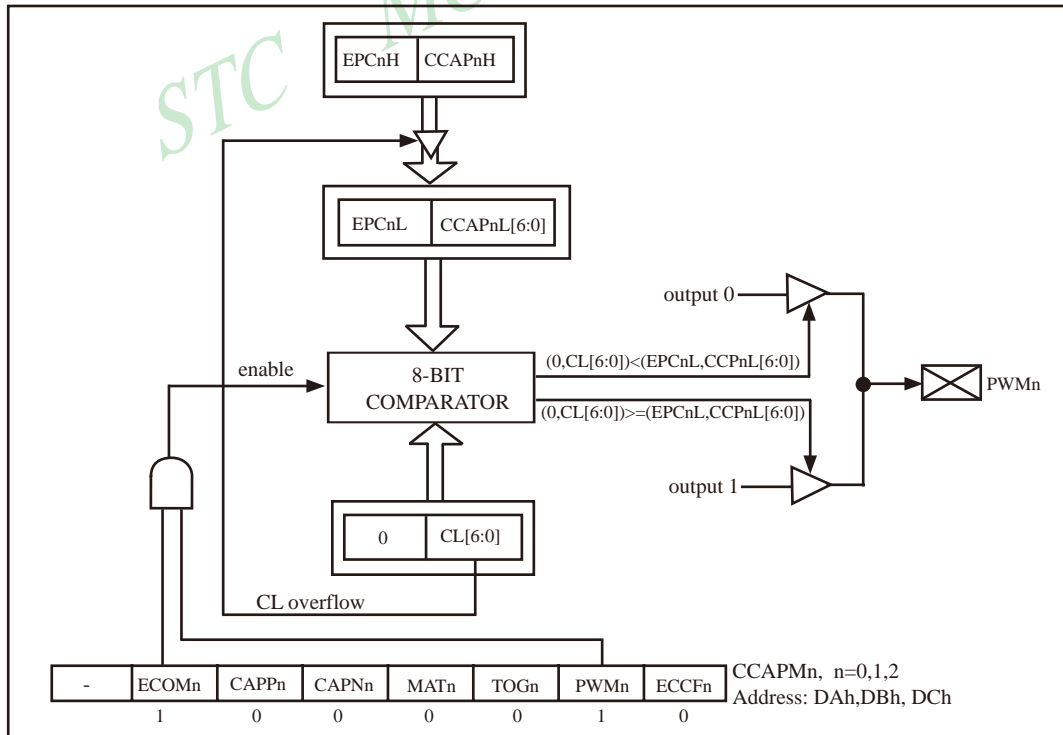 STC MC
EPCnH CCAPnH
EPCnL CCAPnL[6:0]
output 0
(0,CL[6:0])<(EPCnL,CCPnL[6:0])
enable
8-BIT
COMPARATOR
PWMn
(0,CL[6:0])>=(EPCnL,CCPnL[6:0])
output 1
0 CL[6:0]
CL overflow
- ECOMn CAPPn CAPNn MATn TOGn PWMn ECCFn
CCAPMn, n=0,1,2
Address: DAh,DBh, DCh
1 0 0 0 0 1 0